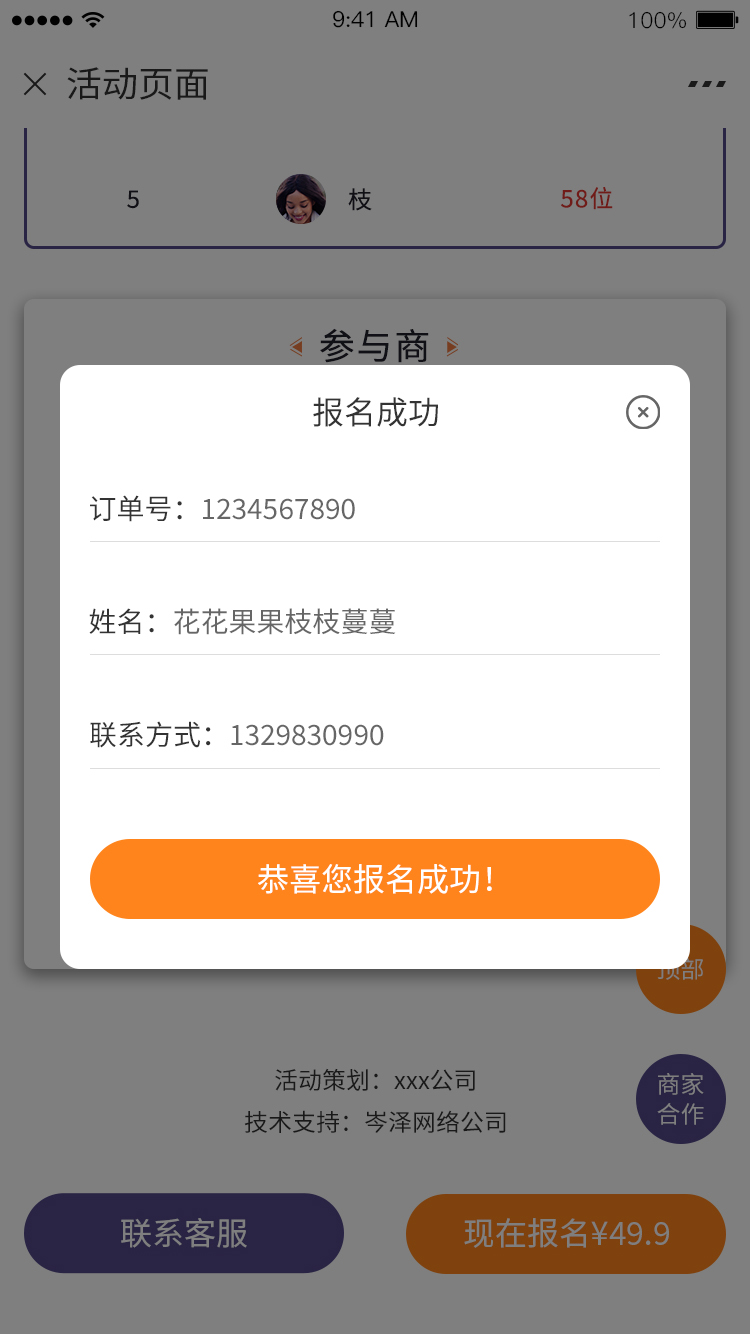 9:41 AM 100%
活动页面
5 枝 58位
参与商
报名成功
订单号：1234567890
姓名：花花果果枝枝蔓蔓
联系方式：1329830990
恭喜您报名成功！
顶部
活动策划：xxx公司
技术支持：岑泽网络公司
商家
合作
联系客服
现在报名¥49.9